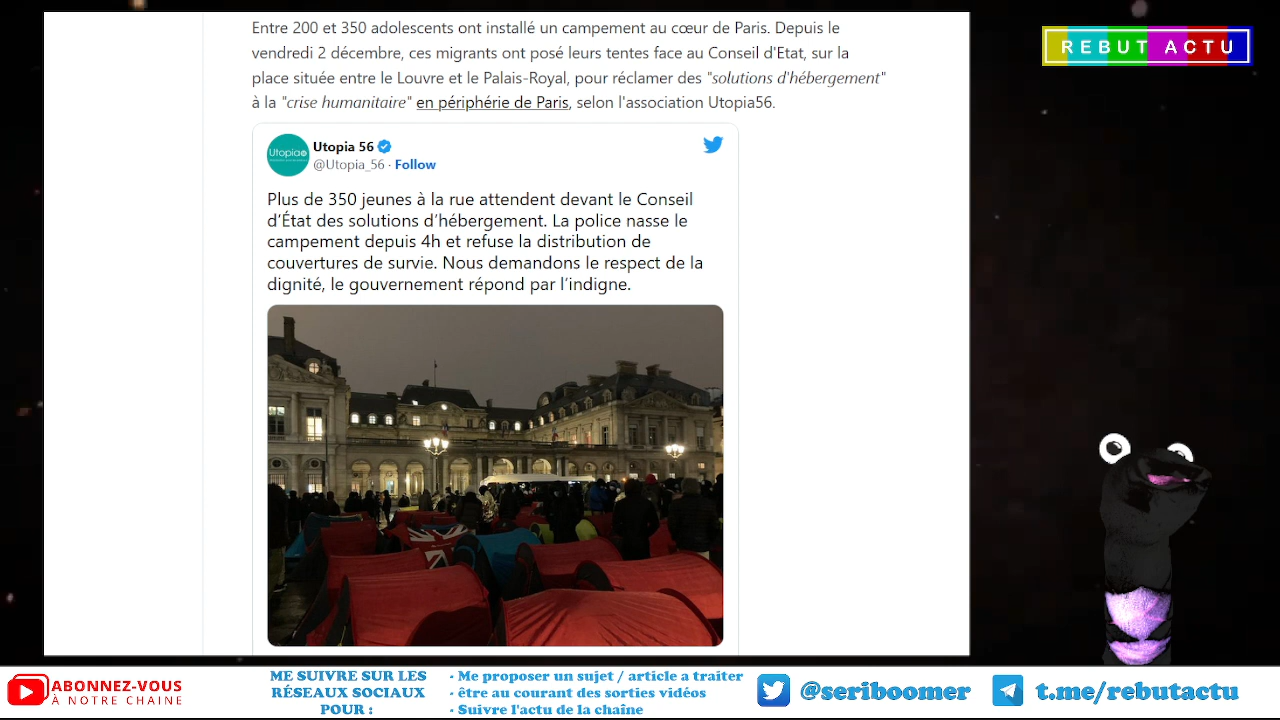 Entre 200 et 350 adolescents ont installé un campement au cœur de Paris. Depuis le
vendredi 2 décembre, ces migrants ont posé leurs tentes face au Conseil d'Etat, sur la
place située entre le Louvre et le Palais-Royal, pour réclamer des "solutions d'hébergement"
à la "crise humanitaire" en périphérie de Paris, selon l'association Utopia56.
REBUT ACTU
Utopia 56
@Utopia_56 · Follow
Plus de 350 jeunes à la rue attendent devant le Conseil
d'État des solutions d'hébergement. La police nasse le
campement depuis 4h et refuse la distribution de
couvertures de survie. Nous demandons le respect de la
dignité, le gouvernement répond par l'indigne.
ABONNEZ-VOUS
À NOTRE CHAINE
ME SUIVRE SUR LES
RÉSEAUX SOCIAUX
POUR :
- Me proposer un sujet / article a traiter
- être au courant des sorties vidéos
- Suivre l'actu de la chaîne
@seriboomer
t.me/rebutactu